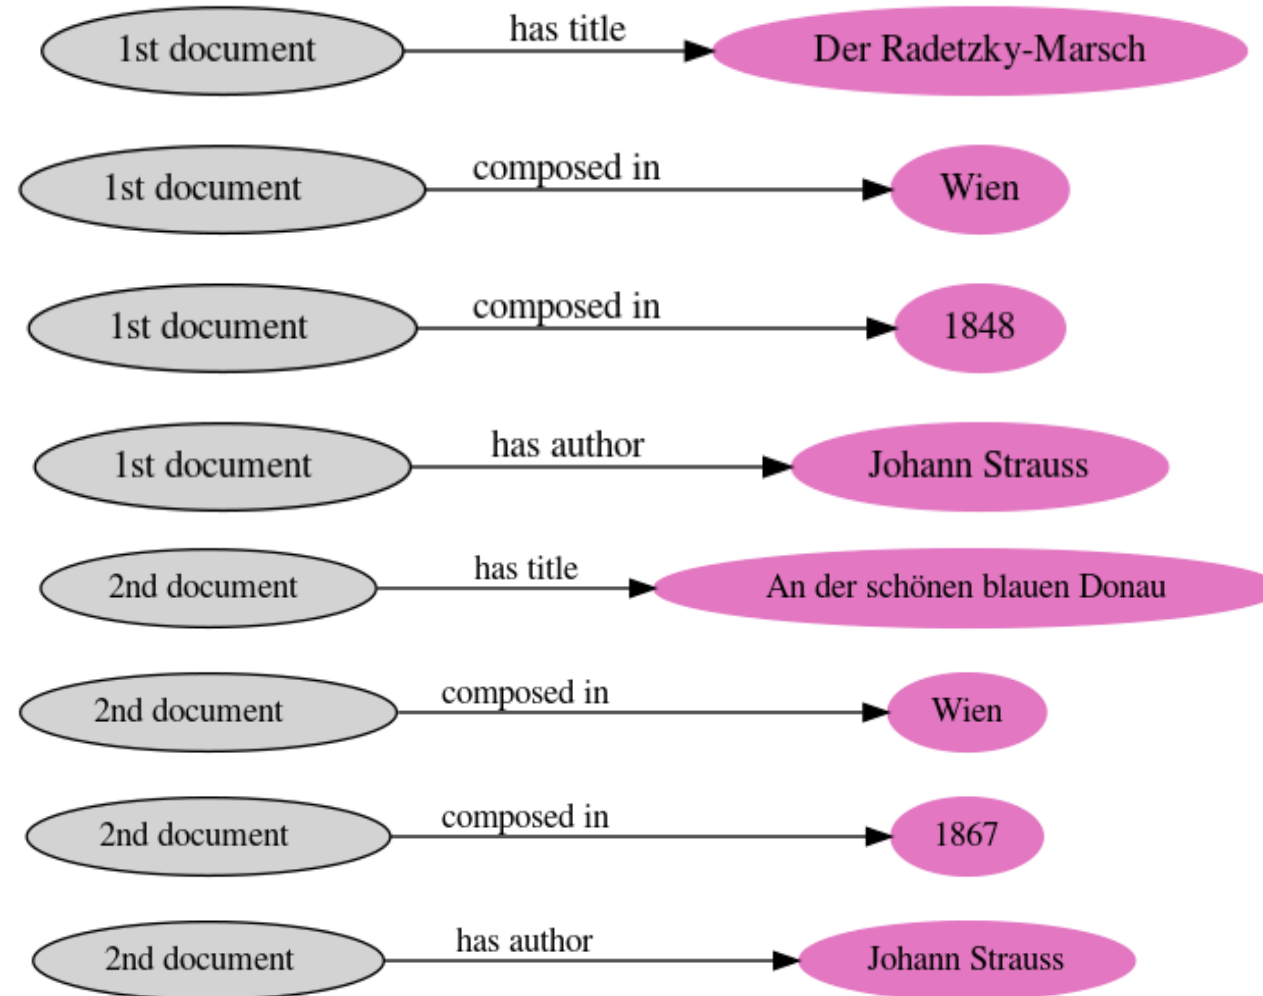 1st document has title Der Radetzky-Marsch
1st document composed in Wien
1st document composed in 1848
1st document has author Johann Strauss
2nd document has title An der schönen blauen Donau
2nd document composed in Wien
2nd document composed in 1867
2nd document has author Johann Strauss